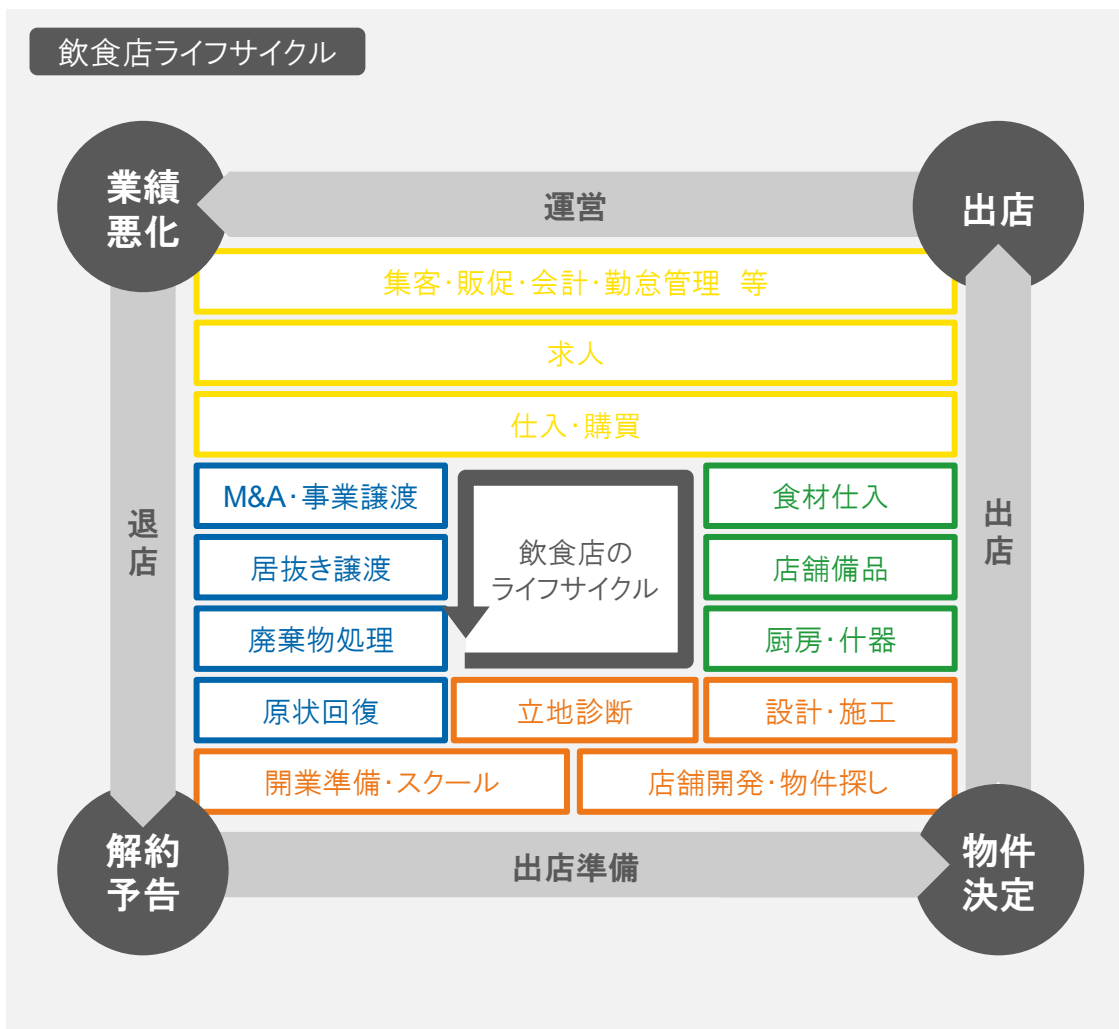 飲食店ライフサイクル
業績
悪化
運営
出店
集客･販促･会計･勤怠管理　等
求人
仕入･購買
M&A･事業譲渡
食材仕入
退
店
飲食店の
ライフサイクル
出
店
居抜き譲渡
店舗備品
廃棄物処理
厨房･什器
原状回復
立地診断
設計･施工
開業準備･スクール
店舗開発･物件探し
解約
予告
出店準備
物件
決定